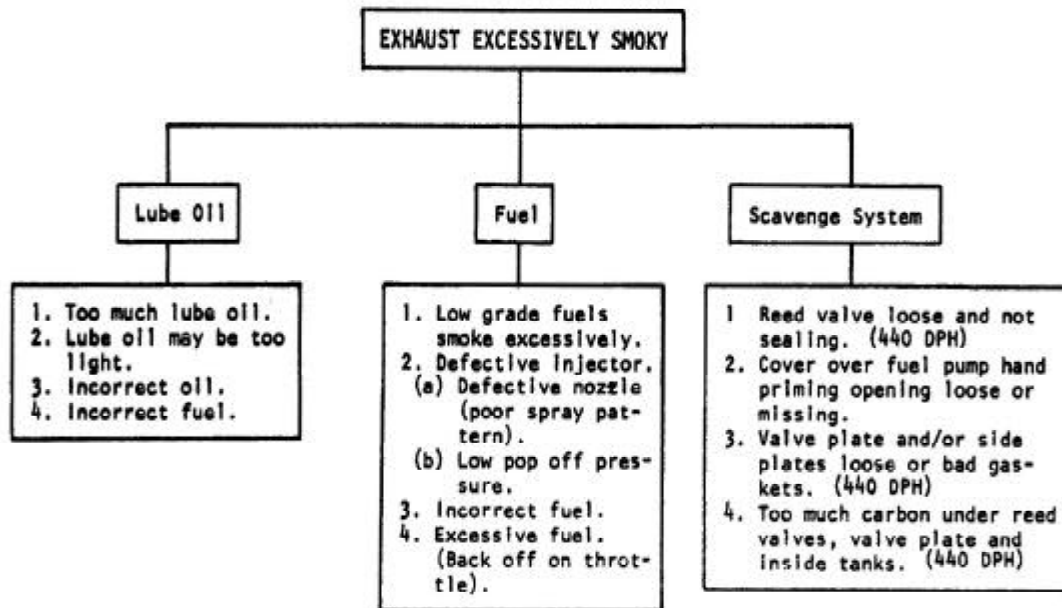 EXHAUST EXCESSIVELY SMOKY
Lube Oil
1. Too much lube oil.
2. Lube oil may be too
light.
3. Incorrect oil.
4. Incorrect fuel.
Fuel
1. Low grade fuels
smoke excessively.
2. Defective injector.
(a) Defective nozzle
(poor spray pat-
tern).
(b) Low pop off pres-
sure.
3. Incorrect fuel.
4. Excessive fuel.
(Back off on thrott-
tle).
Scavenge System
1 Reed valve loose and not
sealing. (440 DPH)
2. Cover over fuel pump hand
priming opening loose or
missing.
3. Valve plate and/or side
plates loose or bad gas-
kets. (440 DPH)
4. Too much carbon under reed
valves, valve plate and
inside tanks. (440 DPH)